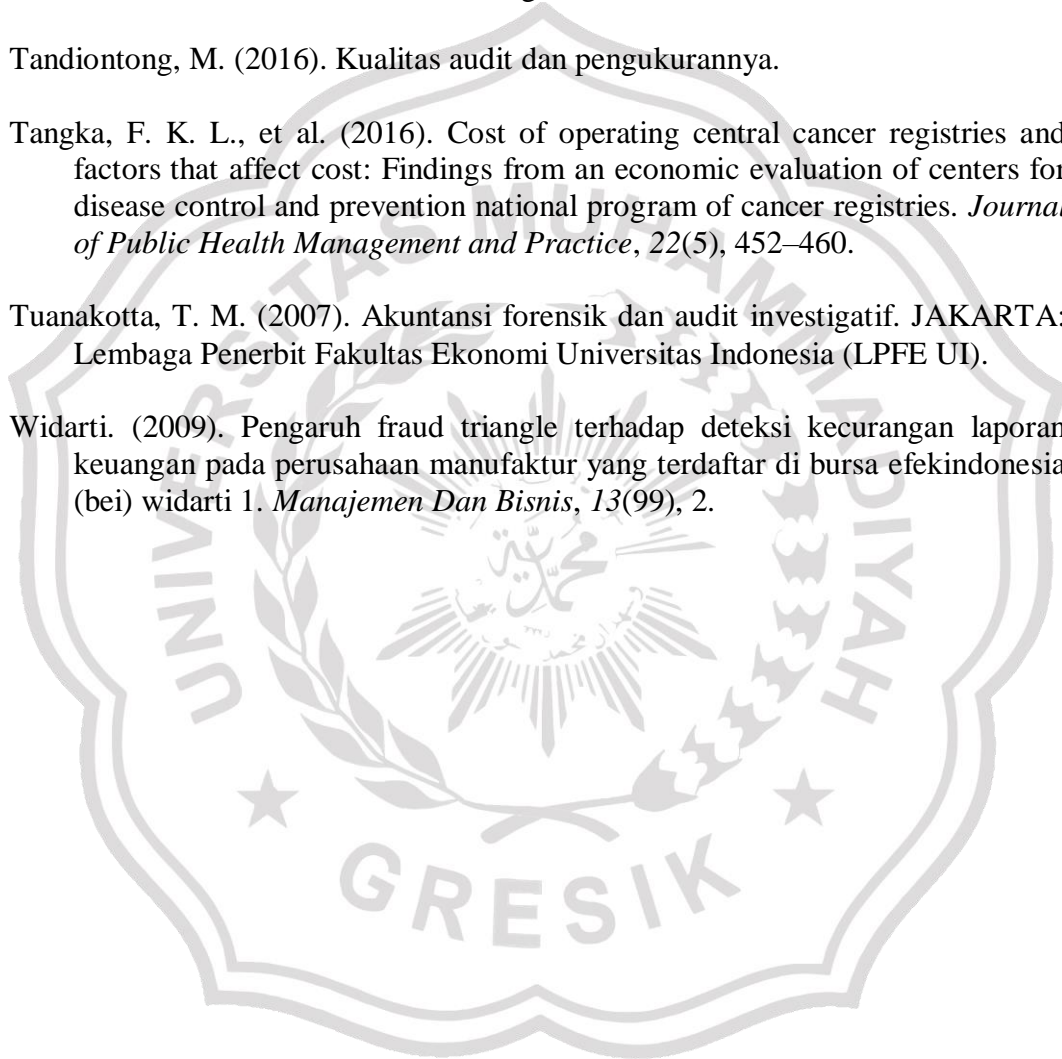 Tandiontong, M. (2016). Kualitas audit dan pengukurannya.
Tangka, F. K. L., et al. (2016). Cost of operating central cancer registries and
factors that affect cost: Findings from an economic evaluation of centers for
disease control and prevention national program of cancer registries. Journal
of Public Health Management and Practice, 22(5), 452–460.
Tuanakotta, T. M. (2007). Akuntansi forensik dan audit investigatif. JAKARTA:
Lembaga Penerbit Fakultas Ekonomi Universitas Indonesia (LPFE UI).
Widarti. (2009). Pengaruh fraud triangle terhadap deteksi kecurangan laporan
keuangan pada perusahaan manufaktur yang terdaftar di bursa efekindonesia
(bei) widarti 1. Manajemen Dan Bisnis, 13(99), 2.
UNIVERSITAS MUHAMMADIYAH
GRESIK